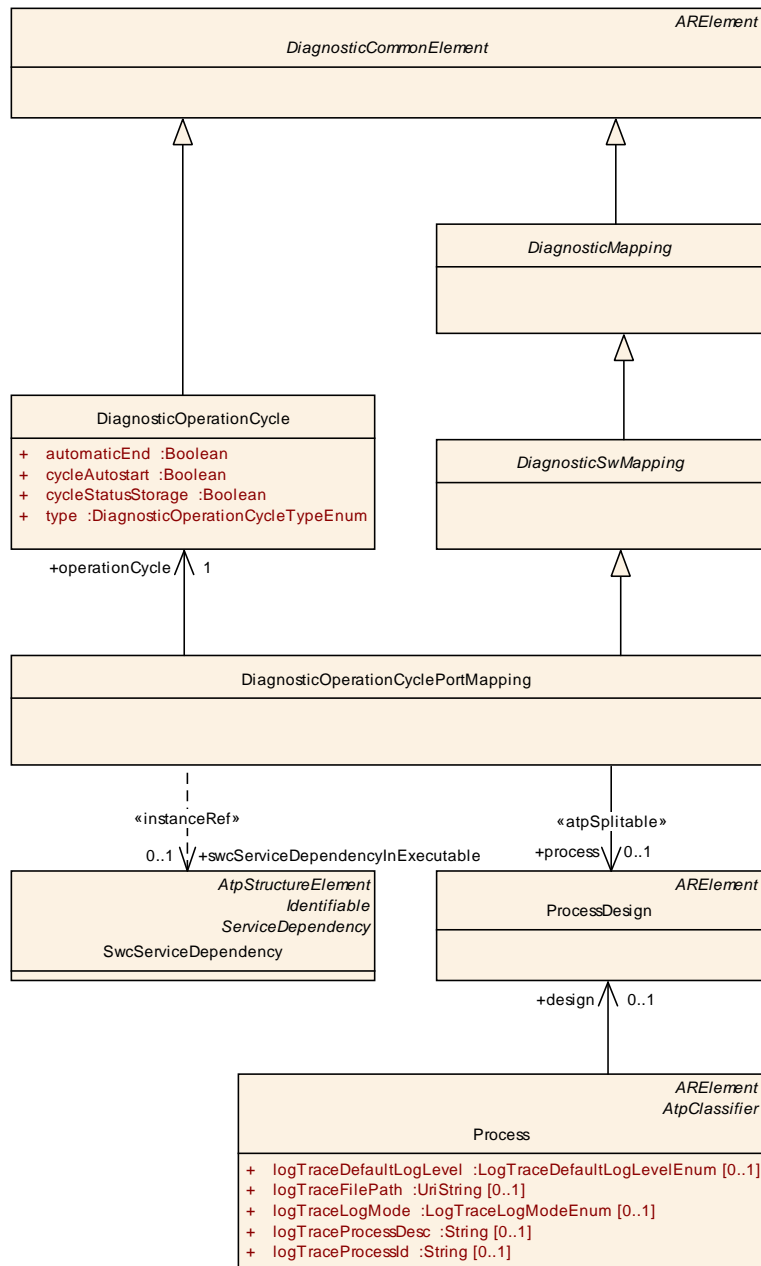 ARElement
DiagnosticCommonElement
DiagnosticMapping
DiagnosticOperationCycle
+ automaticEnd :Boolean
+ cycleAutostart :Boolean
+ cycleStatusStorage :Boolean
+ type :DiagnosticOperationCycleTypeEnum
DiagnosticSwMapping
+operationCycle 1
DiagnosticOperationCyclePortMapping
«instanceRef»
0..1 +swcServiceDependencyInExecutable
«atpSplitable»
+process 0..1
AtpStructureElement
Identifiable
ServiceDependency
SwcServiceDependency
ARElement
ProcessDesign
+design 0..1
ARElement
AtpClassifier
Process
+ logTraceDefaultLogLevel :LogTraceDefaultLogLevelEnum [0..1]
+ logTraceFilePath :UriString [0..1]
+ logTraceLogMode :LogTraceLogModeEnum [0..1]
+ logTraceProcessDesc :String [0..1]
+ logTraceProcessId :String [0..1]